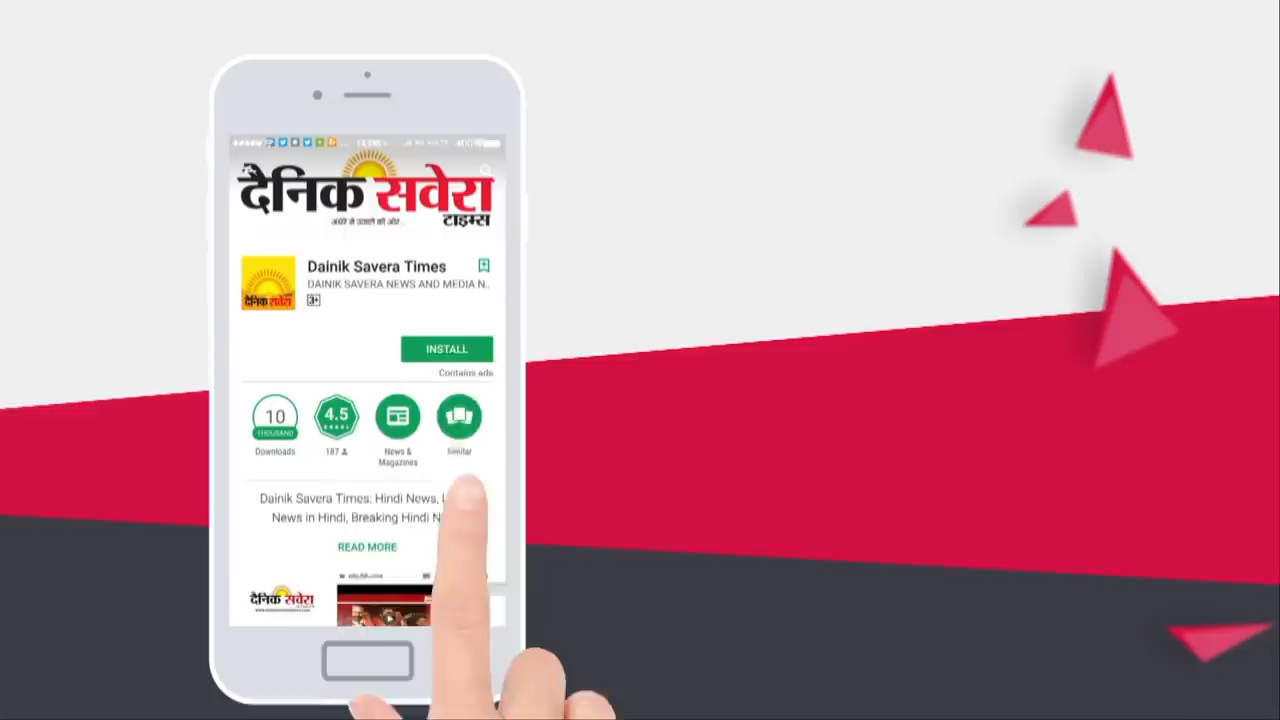 दैनिक सवेरा
टाइम्स
Dainik Savera Times
DAINIK SAVERA NEWS AND MEDIA N..
3+
INSTALL
Contains ads
10
THOUSAND
Downloads
4.5
187
News &
Magazines
Similar
दैनिक सवेरा
Dainik Savera Times: Hindi News,
News in Hindi, Breaking Hindi N
READ MORE
दैनिक सवेरा